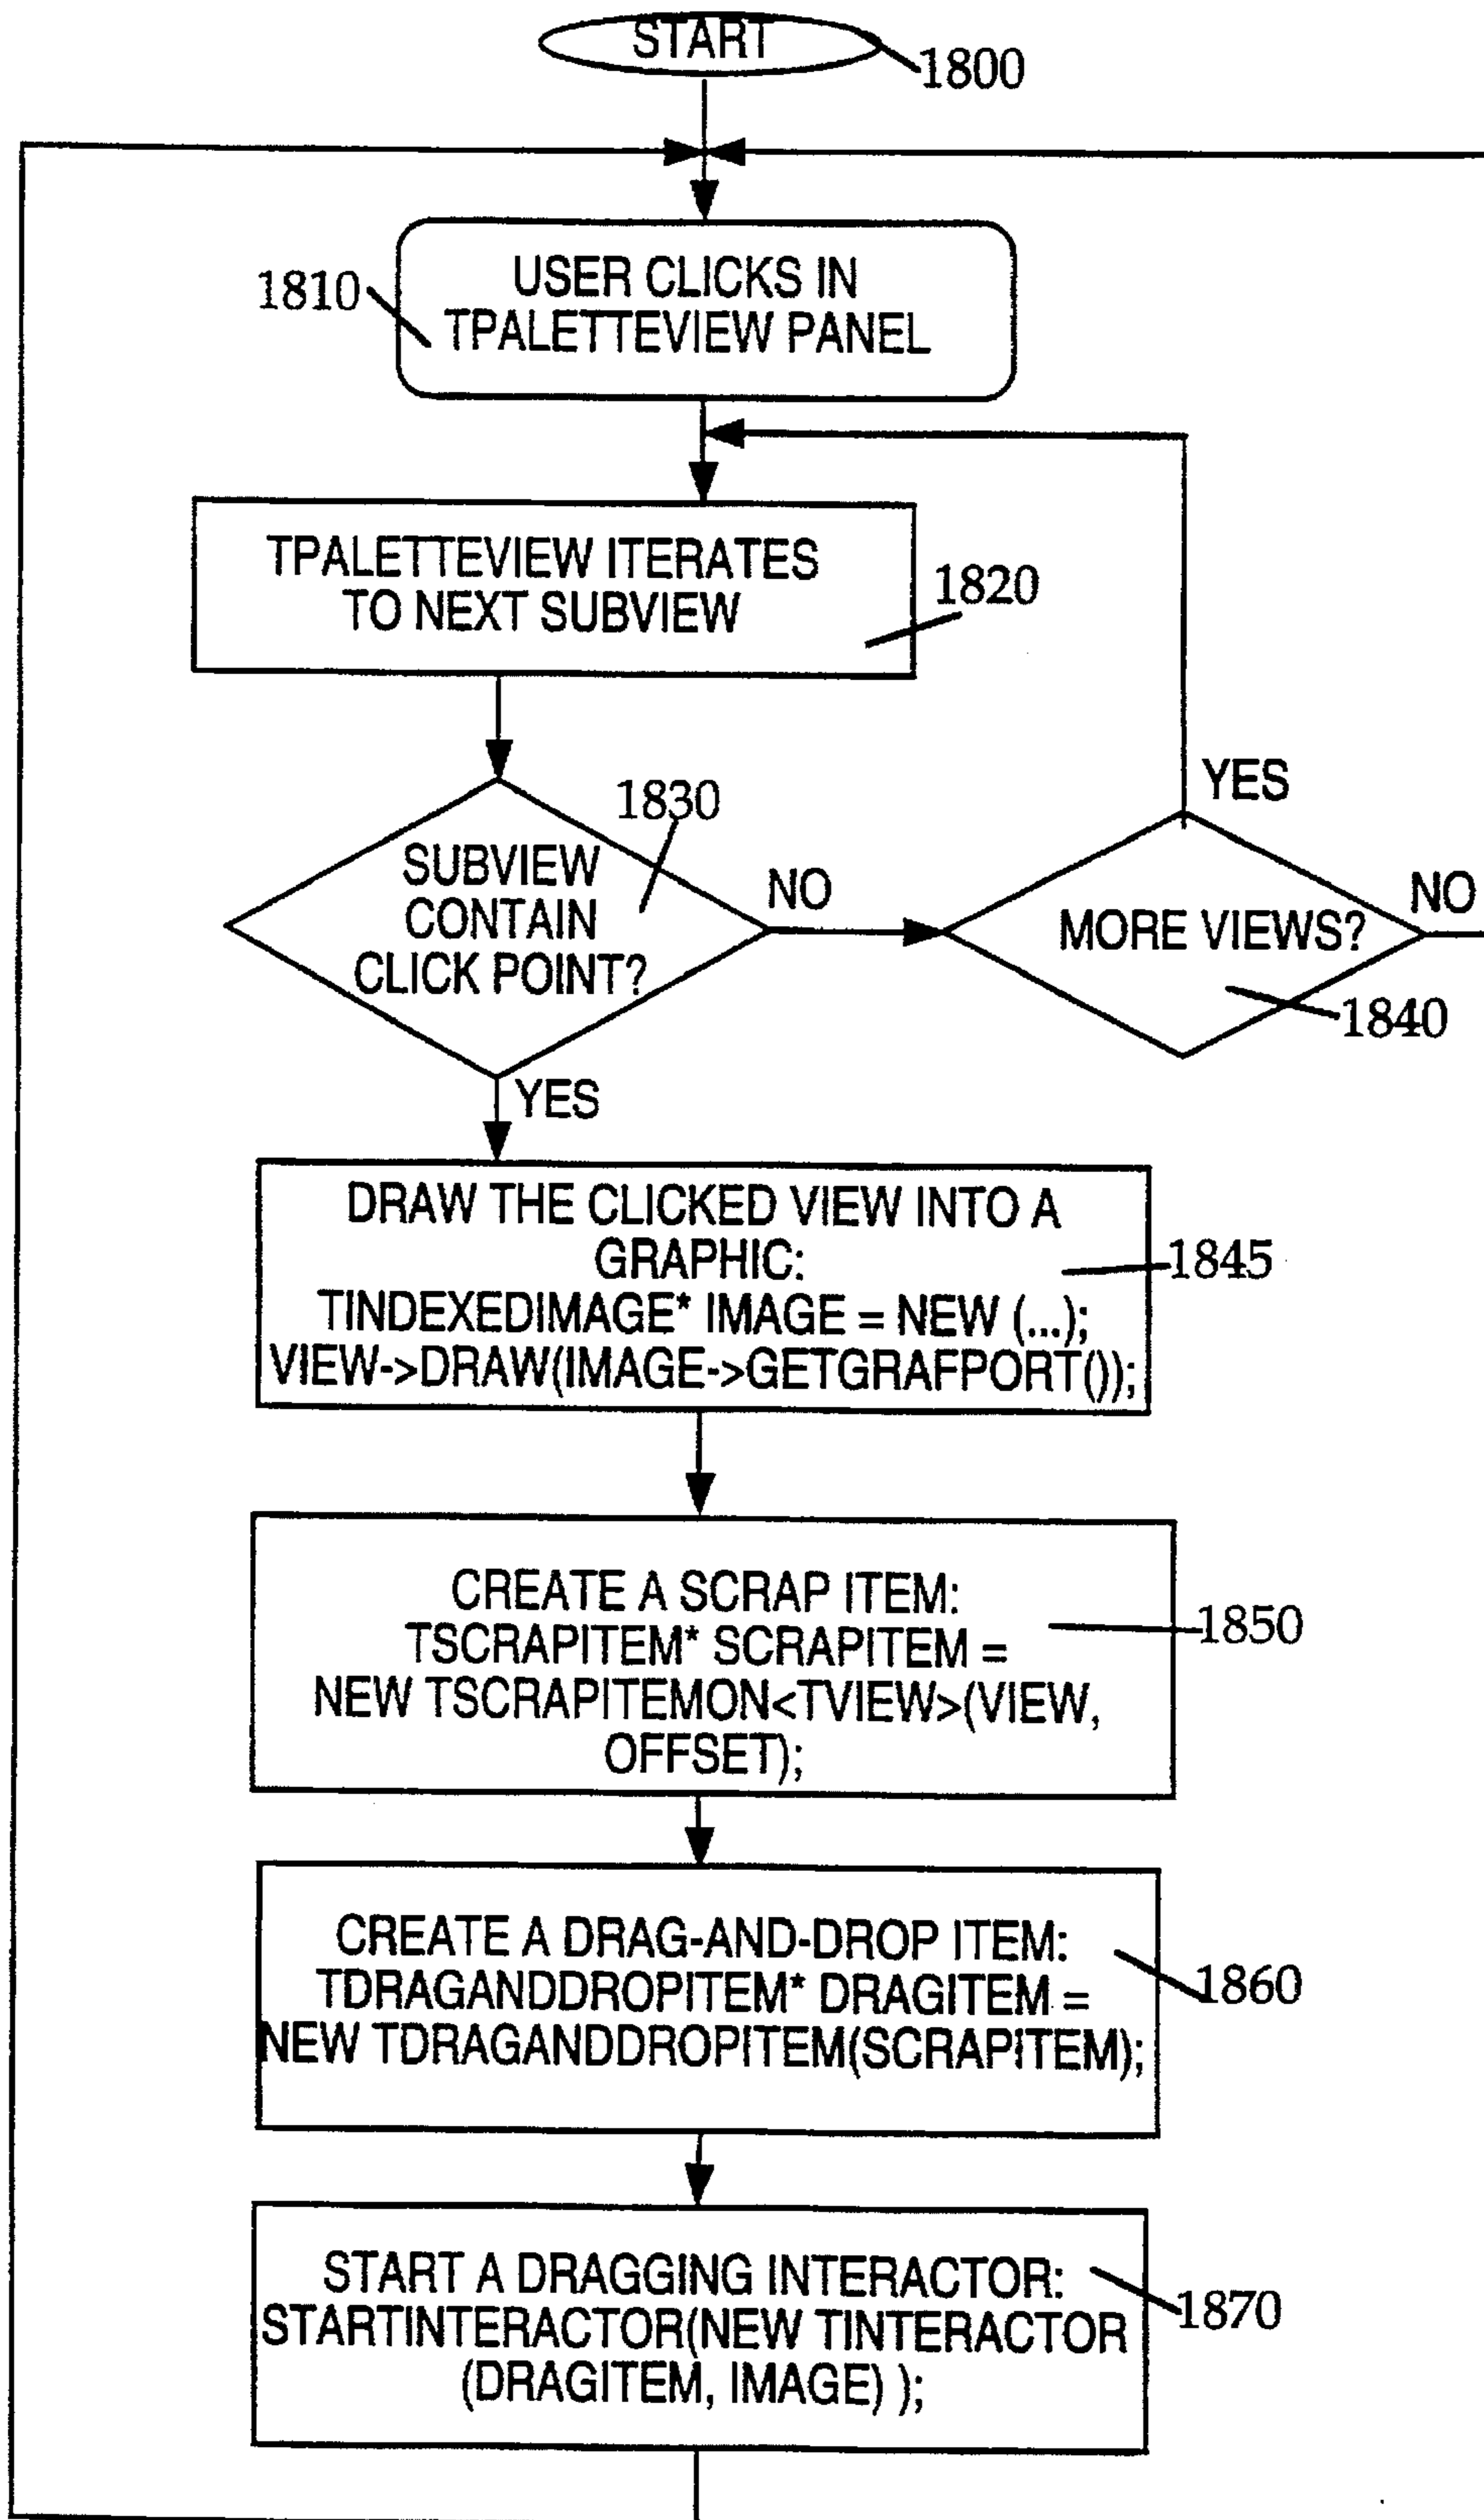 START
1800
1810
USER CLICKS IN
TPALETTEVIEW PANEL
TPALETTEVIEW ITERATES
TO NEXT SUBVIEW
1820
1830
SUBVIEW
CONTAIN
CLICK POINT?
NO
YES
MORE VIEWS?
NO
1840
YES
DRAW THE CLICKED VIEW INTO A
GRAPHIC:
TINDEXEDIMAGE* IMAGE = NEW (...);
VIEW->DRAW(IMAGE->GETGRAFPORT());
1845
CREATE A SCRAP ITEM:
TSCRAPITEM* SCRAPITEM =
NEW TSCRAPITEMON<TVIEW>(VIEW,
OFFSET);
1850
CREATE A DRAG-AND-DROP ITEM:
TDRAGANDDROPITEM* DRAGITEM =
NEW TDRAGANDDROPITEM(SCRAPITEM);
1860
START A DRAGGING INTERACTOR:
STARTINTERACTOR(NEW TINTERACTOR
(DRAGITEM, IMAGE) );
1870